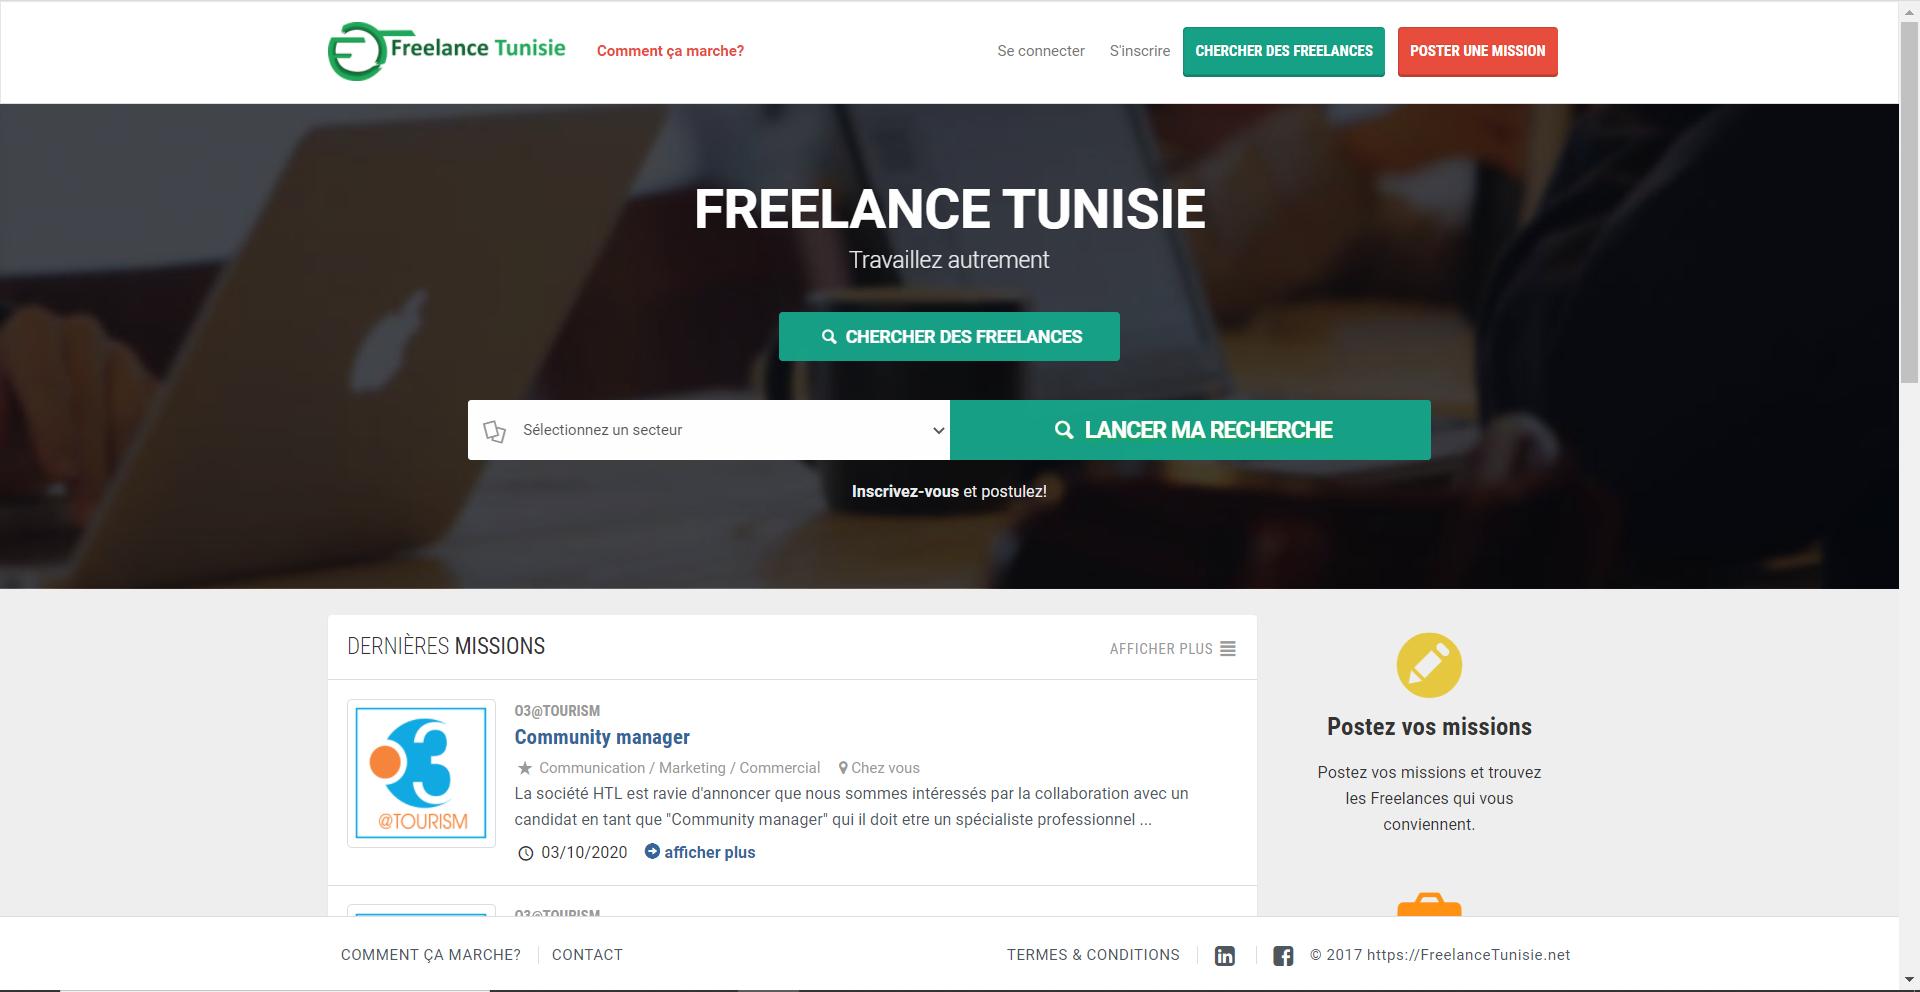 Freelance Tunisie
Comment ça marche?
Se connecter
S'inscrire
CHERCHER DES FREELANCES
POSTER UNE MISSION
FREELANCE TUNISIE
Travaillez autrement
CHERCHER DES FREELANCES
Sélectionnez un secteur
LANCER MA RECHERCHE
Inscrivez-vous et postulez!
DERNIÈRES MISSIONS
AFFICHER PLUS
3
@TOURISM
O3@TOURISM
Community manager
Communication / Marketing / Commercial
Chez vous
La société HTL est ravie d'annoncer que nous sommes intéressés par la collaboration avec un
candidat en tant que "Community manager" qui il doit etre un spécialiste professionnel ...
03/10/2020
afficher plus
Postez vos missions
Postez vos missions et trouvez
les Freelances qui vous
conviennent.
O3@TOURISM
COMMENT ÇA MARCHE?
CONTACT
TERMES & CONDITIONS
in
f
© 2017 https://FreelanceTunisie.net